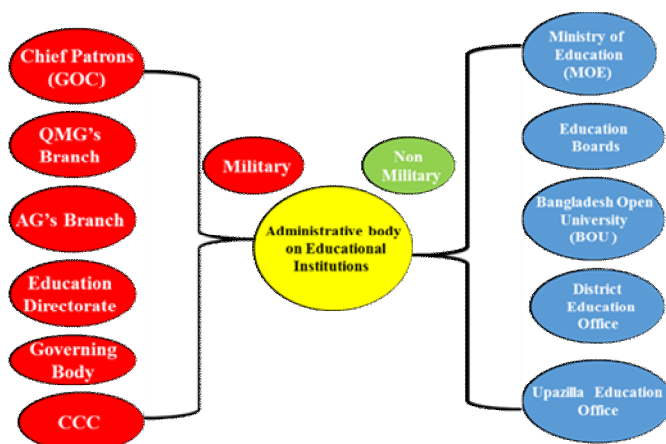 Chief Patrons
(GOC)
QMG's
Branch
AG's Branch
Education
Directorate
Governing
Body
CCC
Military
Non
Military
Administrative body
on Educational
Institutions
Ministry of
Education
(MOE)
Education
Boards
Bangladesh Open
University
(BOU )
District
Education
Office
Upazilla Education
Office